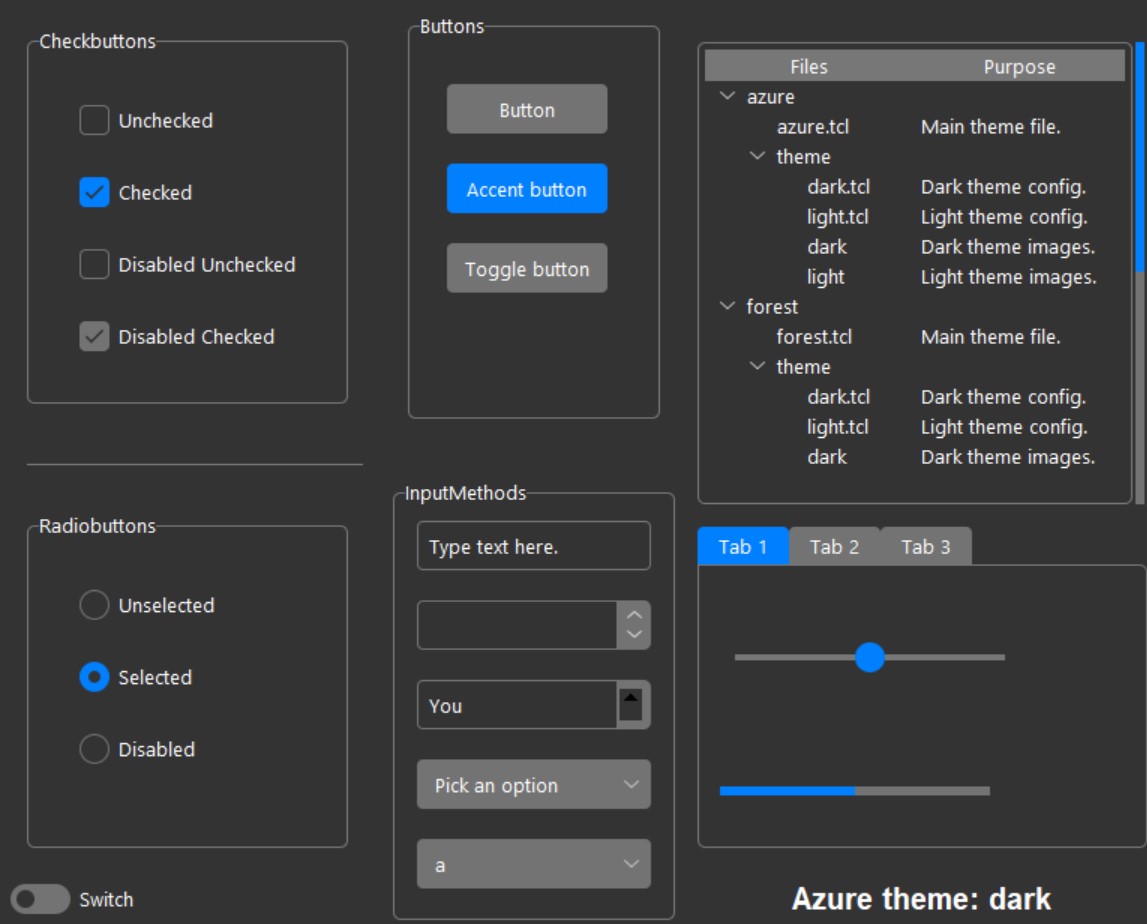 Checkbuttons
Unchecked
Checked
Disabled Unchecked
Disabled Checked
Buttons
Button
Accent button
Toggle button
Files Purpose
azure
azure.tcl Main theme file.
theme
dark.tcl Dark theme config.
light.tcl Light theme config.
dark Dark theme images.
light Light theme images.
forest
forest.tcl Main theme file.
theme
dark.tcl Dark theme config.
light.tcl Light theme config.
dark Dark theme images.
Radiobuttons
Unselected
Selected
Disabled
Switch
InputMethods
Type text here.
You
Pick an option
a
Tab 1 Tab 2 Tab 3
Azure theme: dark